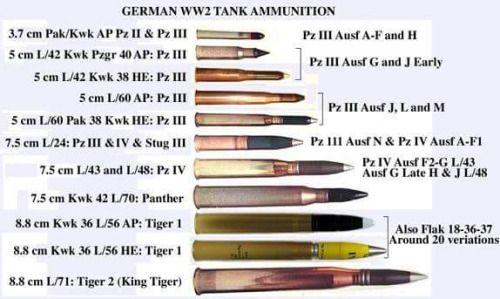 GERMAN WW2 TANK AMMUNITION
3.7 cm Pak/Kwk AP Pz II & Pz III
Pz III Ausf A-F and H
5 cm L/42 Kwk Pzgr 40 AP: Pz III
5 cm L/42 Kwk 38 HE: Pz III
Pz III Ausf G and J Early
5 cm L/60 AP: Pz III
5 cm L/60 Pak 38 Kwk HE: Pz III
Pz III Ausf J, L and M
7.5 cm L/24: Pz III & IV & Stug III
Pz 111 Ausf N & Pz IV Ausf A-F1
7.5 cm L/43 and L/48: Pz IV
Pz IV Ausf F2-G L/43
Ausf G Late H & J L/48
7.5 cm Kwk 42 L/70: Panther
8.8 cm Kwk 36 L/56 AP: Tiger 1
8.8 cm Kwk 36 L/56 HE: Tiger 1
Also Flak 18-36-37
Around 20 veriations
8.8 cm L/71: Tiger 2 (King Tiger)